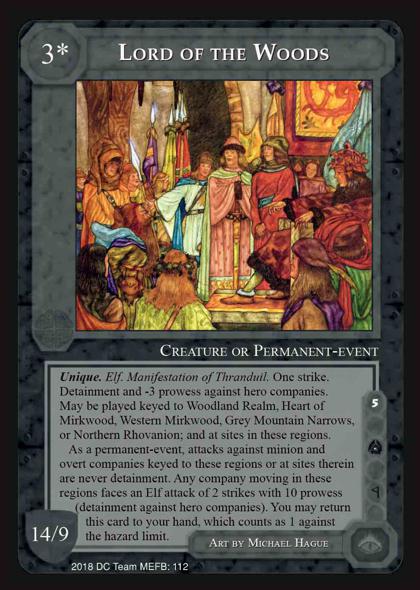 3*
LORD OF THE WOODS
CREATURE OR PERMANENT-EVENT
Unique. Elf. Manifestation of Thranduil. One strike.
Detainment and -3 prowess against hero companies.
May be played keyed to Woodland Realm, Heart of
Mirkwood, Western Mirkwood, Grey Mountain Narrows,
or Northern Rhovanion; and at sites in these regions.
As a permanent-event, attacks against minion and
overt companies keyed to these regions or at sites therein
are never detainment. Any company moving in these
regions faces an Elf attack of 2 strikes with 10 prowess
(detainment against hero companies). You may return
this card to your hand, which counts as 1 against
the hazard limit.
5
14/9
ART BY MICHAEL HAGUE
2018 DC Team MEFB: 112